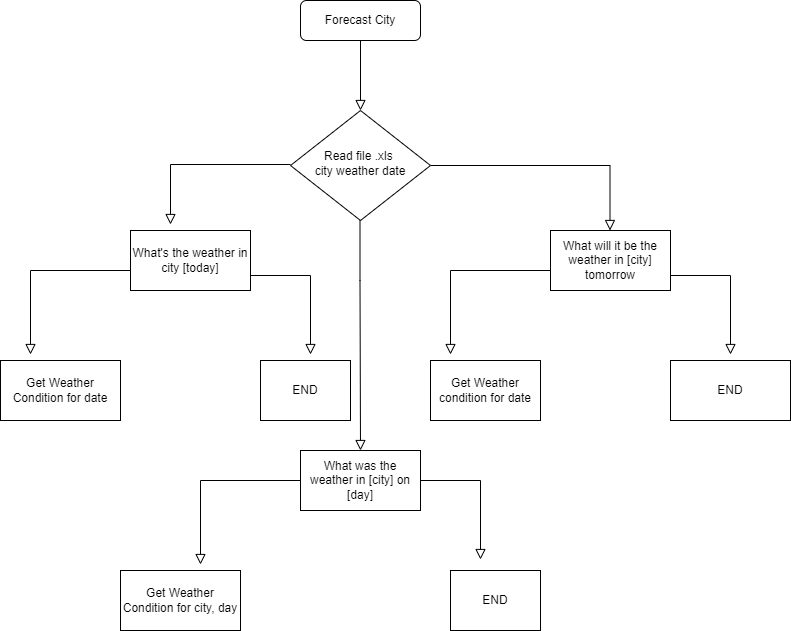 Forecast City
Read file .xls
city weather date
What's the weather in
city [today]
What will it be the
weather in [city]
tomorrow
Get Weather
Condition for date
END
Get Weather
condition for date
END
What was the
weather in [city] on
[day]
Get Weather
Condition for city, day
END